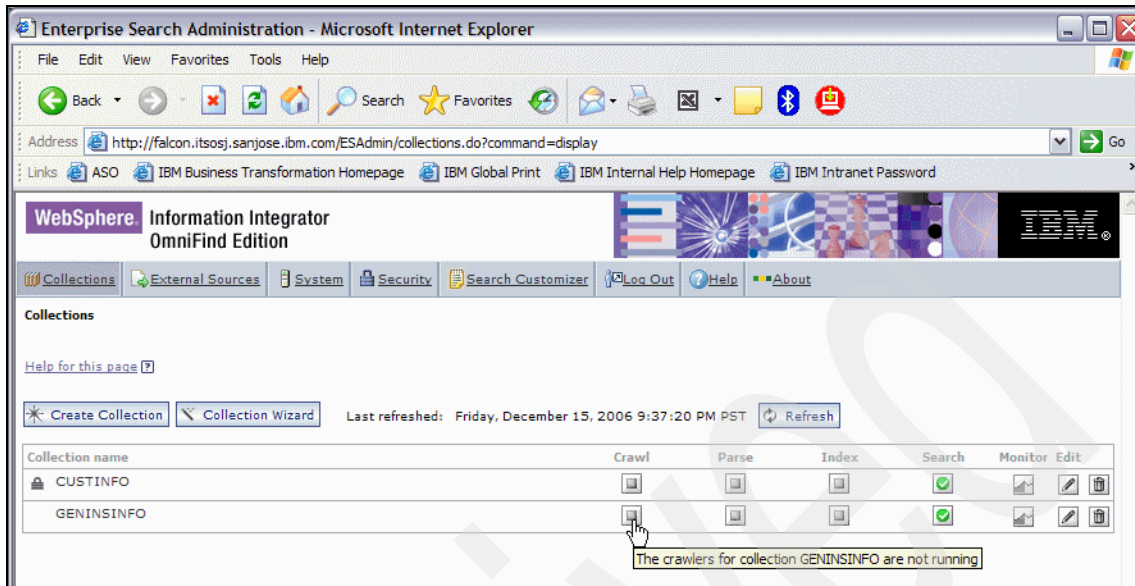 Enterprise Search Administration - Microsoft Internet Explorer
File Edit View Favorites Tools Help
Back Search Favorites
Address http://falcon.itsosj.sanjose.ibm.com/ESAdmin/collections.do?command=display Go
Links ASO IBM Business Transformation Homepage IBM Global Print IBM Internal Help Homepage IBM Intranet Password
WebSphere. Information Integrator
OmniFind Edition
IBM®
Collections External Sources System Security Search Customizer Log Out Help About
Collections
Help for this page ?
Create Collection Collection Wizard Last refreshed: Friday, December 15, 2006 9:37:20 PM PST Refresh
Collection name Crawl Parse Index Search Monitor Edit
CUSTINFO
GENINSINFO
The crawlers for collection GENINSINFO are not running